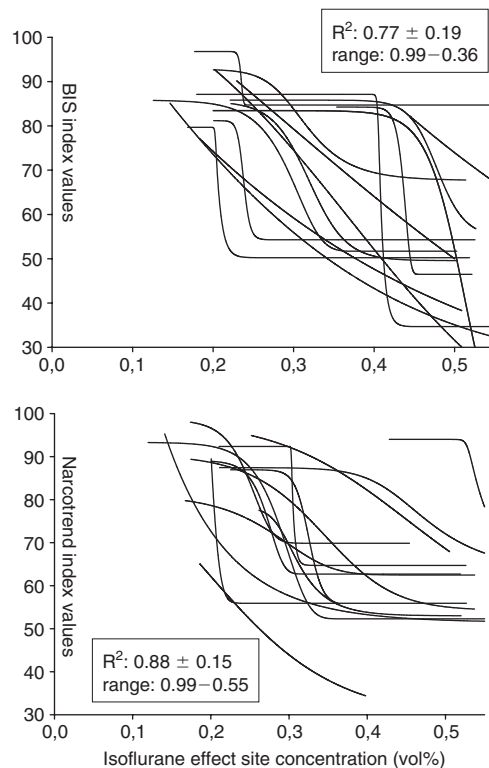 R²: 0.77 ± 0.19
range: 0.99–0.36
100
90
80
70
60
50
40
30
BIS index values
0,0 0,1 0,2 0,3 0,4 0,5
100
90
80
70
60
50
40
30
Narcotrend index values
R²: 0.88 ± 0.15
range: 0.99–0.55
0,0 0,1 0,2 0,3 0,4 0,5
Isoflurane effect site concentration (vol%)